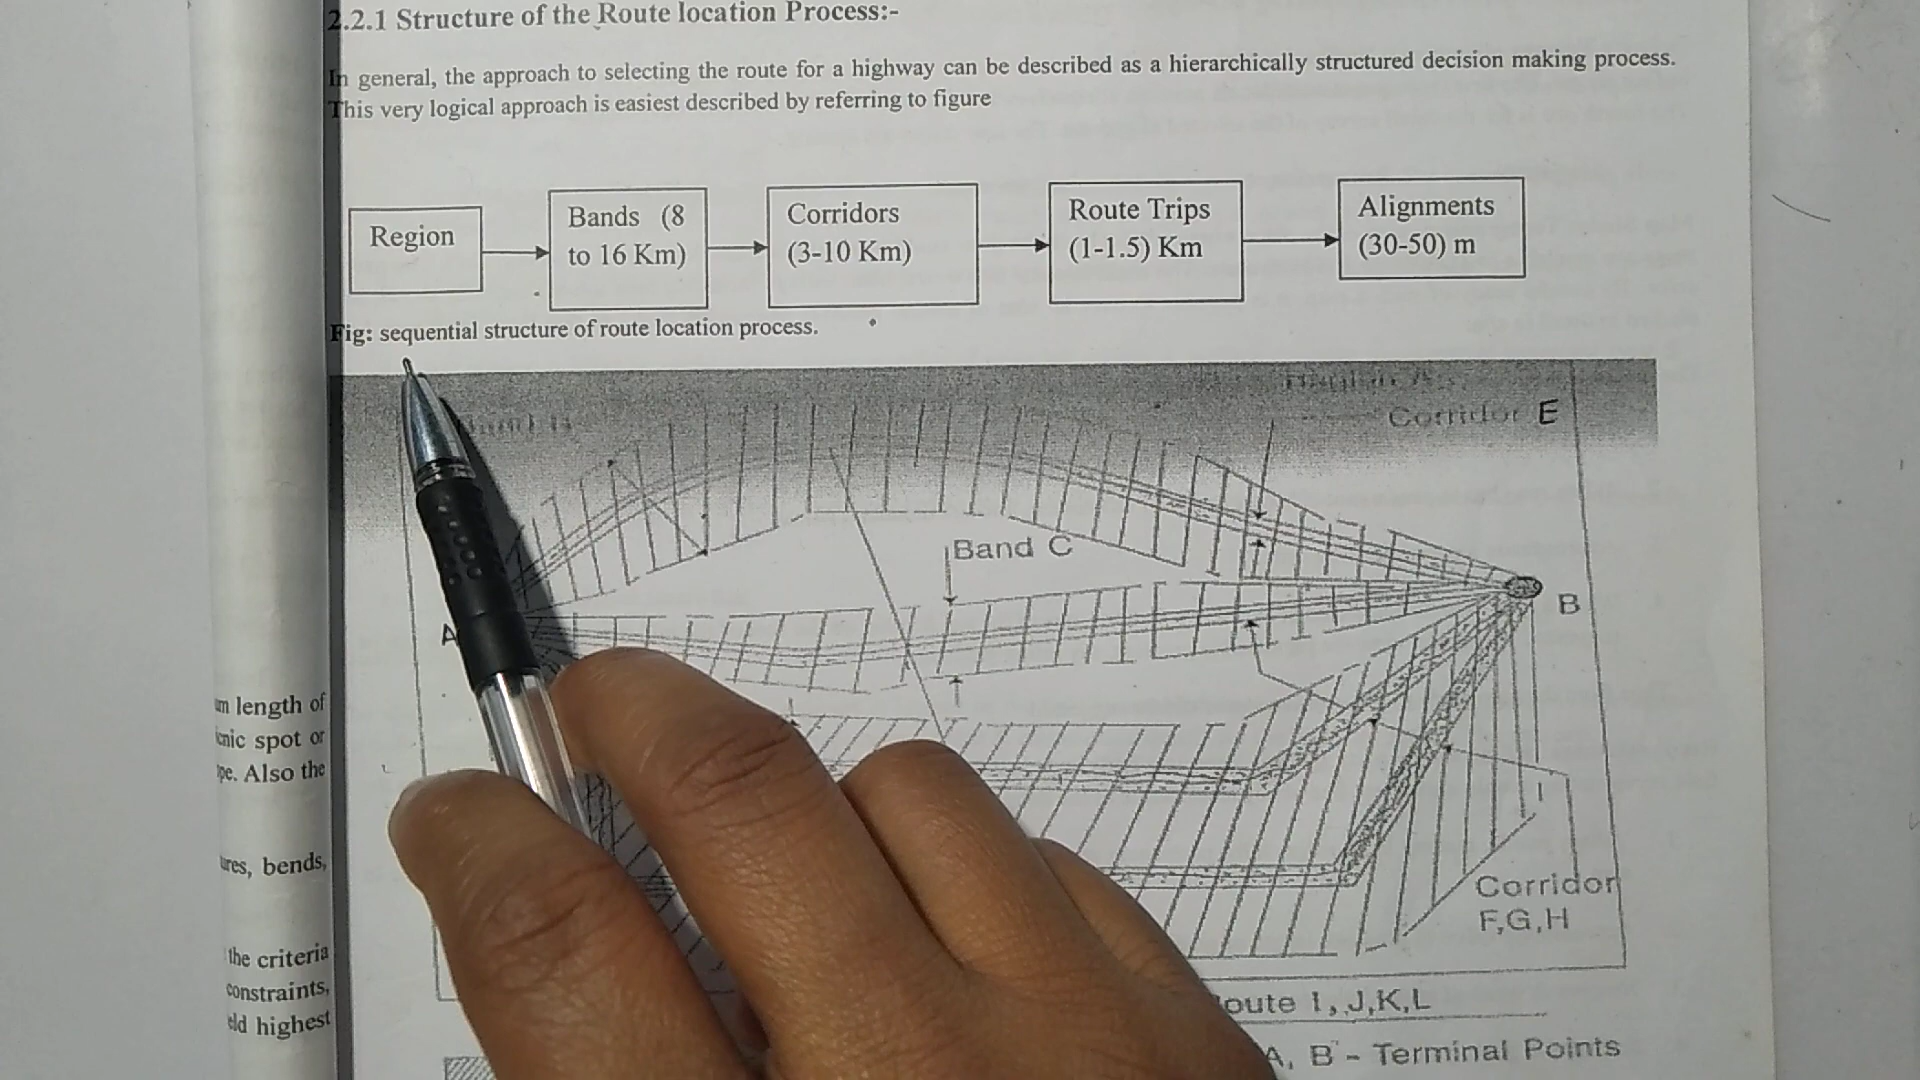 2.2.1 Structure of the Route location Process:-
In general, the approach to selecting the route for a highway can be described as a hierarchically structured decision making process.
This very logical approach is easiest described by referring to figure
Region
Bands (8
to 16 Km)
Corridors
(3-10 Km)
Route Trips
(1-1.5) Km
Alignments
(30-50) m
Fig: sequential structure of route location process.
Corridor E
Band C
A
B
length of
spot or
Also the
bends,
the criteria
constraints,
highest
Corridor
F,G,H
I, J,K,L
A, B - Terminal Points